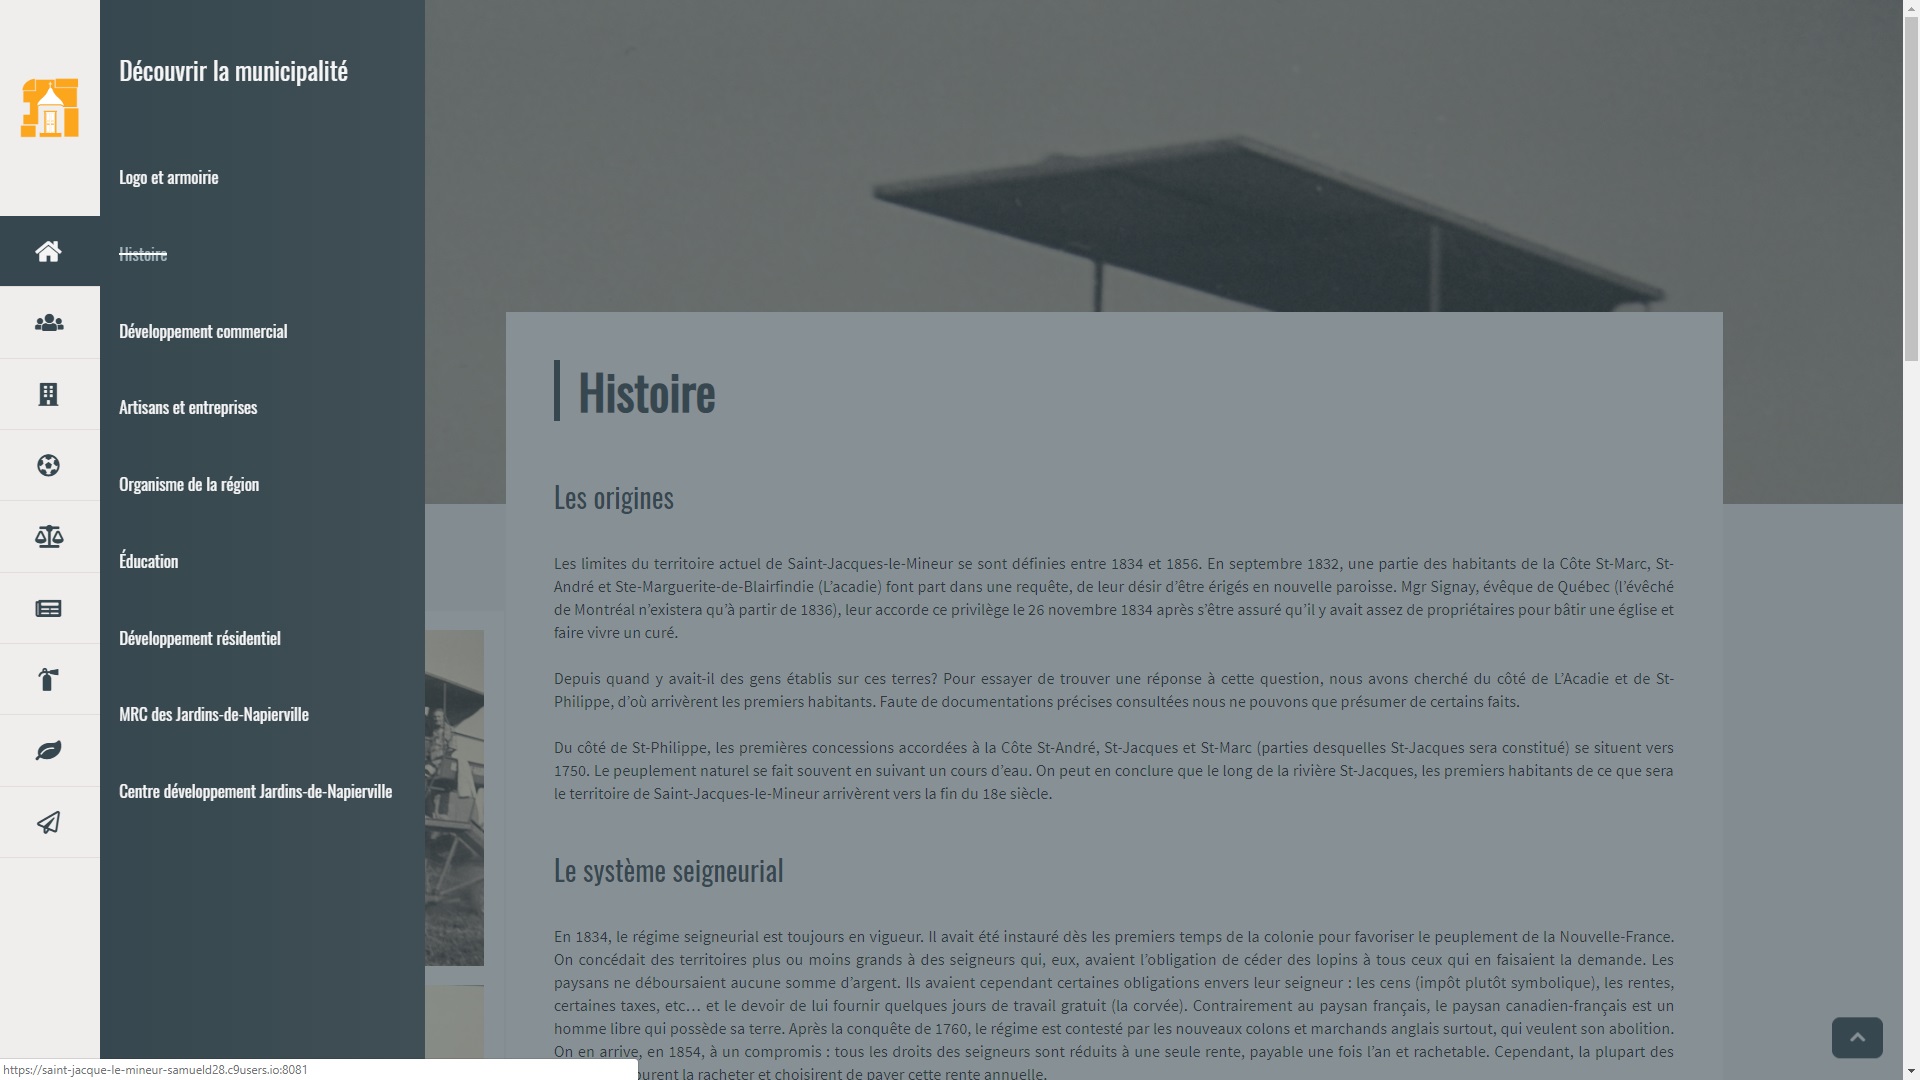 Découvrir la municipalité
Logo et armoirie
Histoire
Développement commercial
Artisans et entreprises
Organisme de la région
Éducation
Développement résidentiel
MRC des Jardins-de-Napierville
Centre développement Jardins-de-Napierville
Histoire
Les origines
Les limites du territoire actuel de Saint-Jacques-le-Mineur se sont définies entre 1834 et 1856. En septembre 1832, une partie des habitants de la Côte St-Marc, St-
André et Ste-Marguerite-de-Blairfindie (L’acadie) font part dans une requête, de leur désir d’être érigés en nouvelle paroisse. Mgr Signay, évêque de Québec (l’évêché
de Montréal n’existera qu’à partir de 1836), leur accorde ce privilège le 26 novembre 1834 après s’être assuré qu’il y avait assez de propriétaires pour bâtir une église et
faire vivre un curé.
Depuis quand y avait-il des gens établis sur ces terres? Pour essayer de trouver une réponse à cette question, nous avons cherché du côté de L’Acadie et de St-
Philippe, d’où arrivèrent les premiers habitants. Faute de documentations précises consultées nous ne pouvons que présumer de certains faits.
Du côté de St-Philippe, les premières concessions accordées à la Côte St-André, St-Jacques et St-Marc (parties desquelles St-Jacques sera constitué) se situent vers
1750. Le peuplement naturel se fait souvent en suivant un cours d’eau. On peut en conclure que le long de la rivière St-Jacques, les premiers habitants de ce que sera
le territoire de Saint-Jacques-le-Mineur arrivèrent vers la fin du 18e siècle.
Le système seigneurial
En 1834, le régime seigneurial est toujours en vigueur. Il avait été instauré dès les premiers temps de la colonie pour favoriser le peuplement de la Nouvelle-France.
On concédait des territoires plus ou moins grands à des seigneurs qui, eux, avaient l’obligation de céder des lopins à tous ceux qui en faisaient la demande. Les
paysans ne déboursaient aucune somme d’argent. Ils avaient cependant certaines obligations envers leur seigneur : les cens (impôt plutôt symbolique), les rentes,
certaines taxes, etc… et le devoir de lui fournir quelques jours de travail gratuit (la corvée). Contrairement au paysan français, le paysan canadien-français est un
homme libre qui possède sa terre. Après la conquête de 1760, le régime est contesté par les nouveaux colons et marchands anglais surtout, qui veulent son abolition.
On en arrive, en 1854, à un compromis : tous les droits des seigneurs sont réduits à une seule rente, payable une fois l’an et rachetable. Cependant, la plupart des
la racheter et choisirent de payer cette rente annuelle.
https://saint-jacque-le-mineur-samueld28.c9users.io:8081